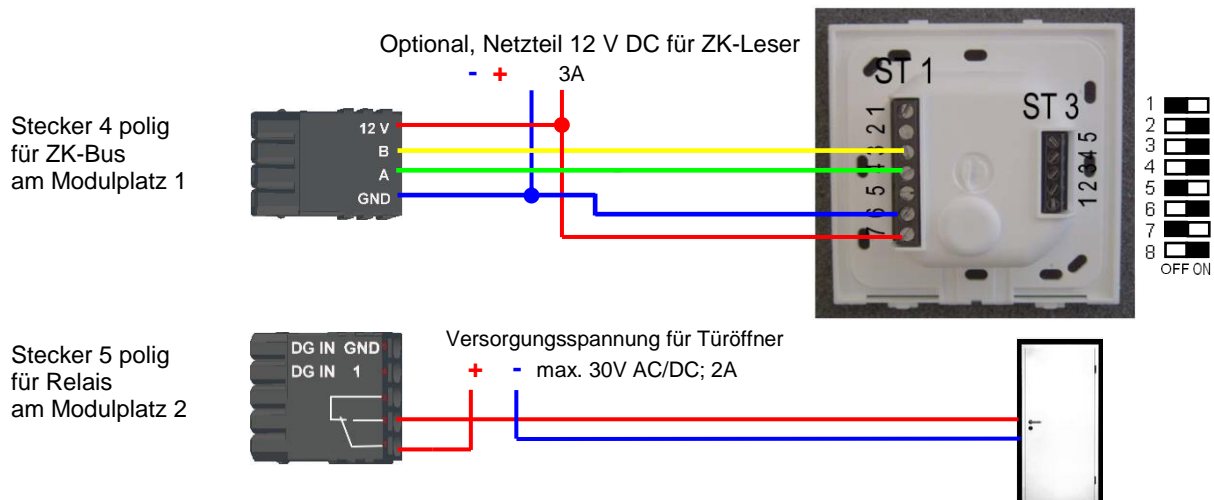 Optional, Netzteil 12 V DC für ZK-Leser
- + 3A
Stecker 4 polig
für ZK-Bus
am Modulplatz 1
12 V
B
A
GND
ST 1
1
2
3
4
5
6
7
ST 3
1 2 3 4 5
1
2
3
4
5
6
7
8
OFF ON
Stecker 5 polig
für Relais
am Modulplatz 2
DG IN GND
DG IN 1
Versorgungsspannung für Türöffner
+ - max. 30V AC/DC; 2A